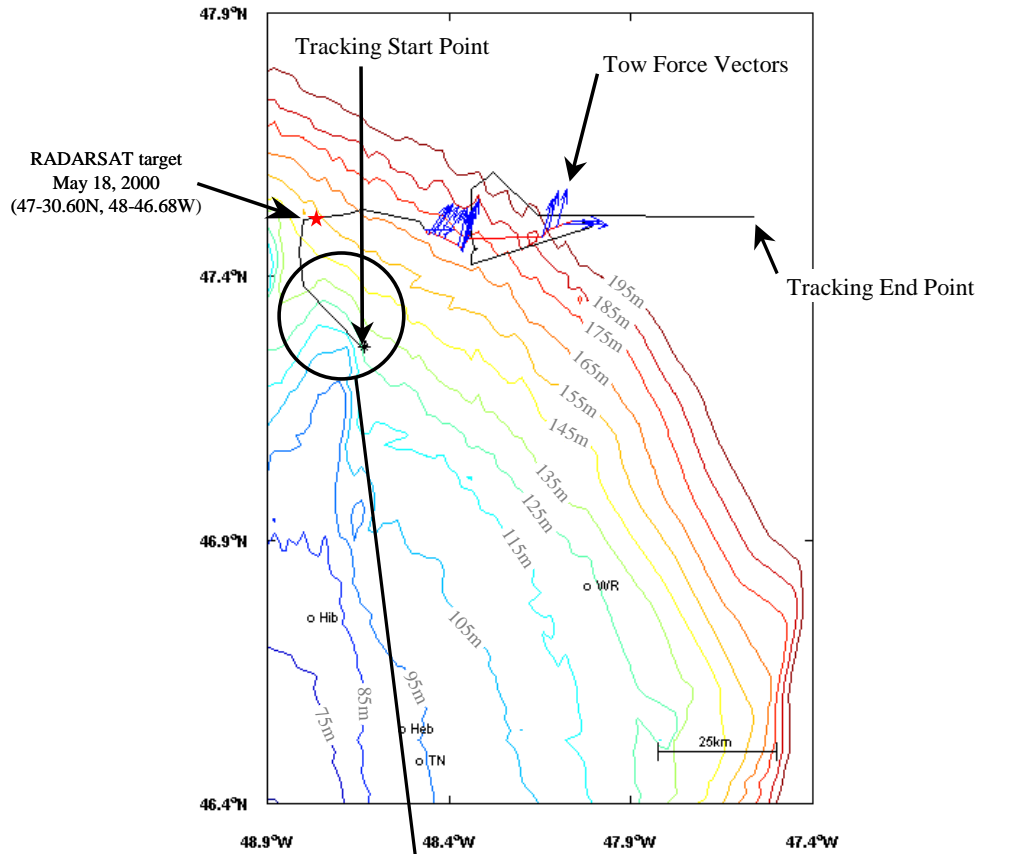 47.9°N
Tracking Start Point
Tow Force Vectors
RADARSAT target
May 18, 2000
(47-30.60N, 48-46.68W)
47.4°N
Tracking End Point
195m
185m
175m
165m
155m
145m
135m
125m
115m
46.9°N
WR
Hib
105m
95m
85m
75m
Heb
TN
25km
46.4°N
48.9°W
48.4°W
47.9°W
47.4°W